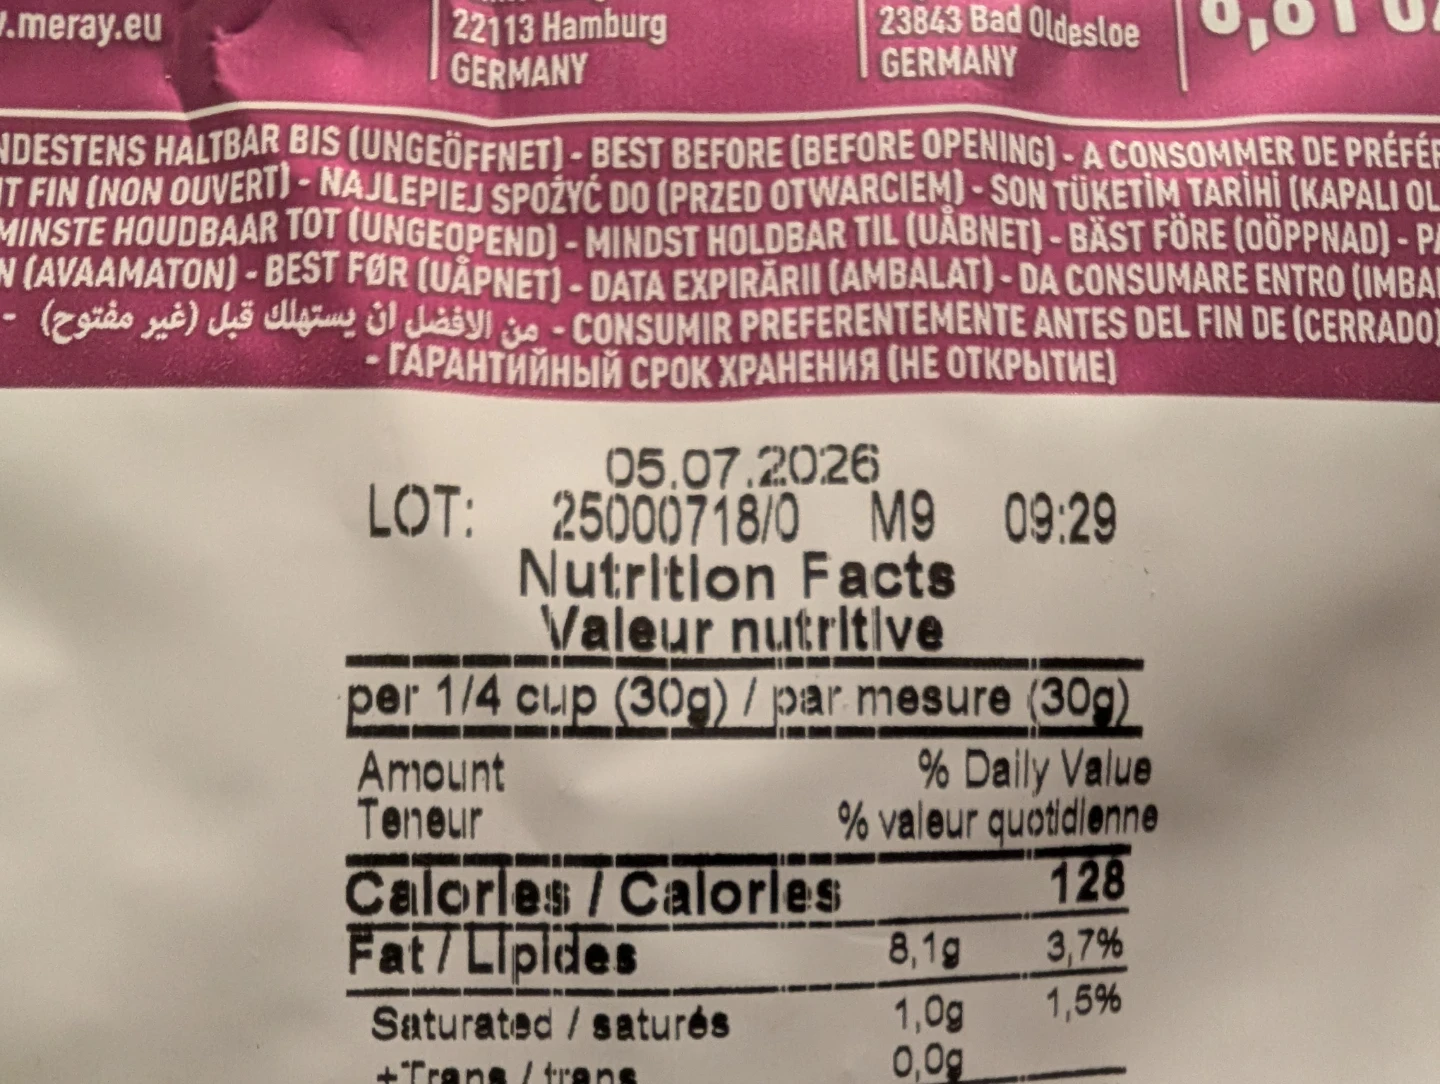 .meray.eu
22113 Hamburg
GERMANY
23843 Bad Oldesloe
GERMANY
NDESTENS HALTBAR BIS (UNGEÖFFNET) - BEST BEFORE (BEFORE OPENING) - A CONSOMMER DE PRÉFÉR
T FIN (NON OUVERT) - NAJLEPIEJ SPOŻYĆ DO (PRZED OTWARCIEM) - SON TÜKETİM TARİHİ (KAPALI OL
MINSTE HOUDBAAR TOT (UNGEOPEND) - MINDST HOLDBAR TIL (UÅBNET) - BÄST FÖRE (OÖPPNAD) - PA
N (AVAAMATON) - BEST FØR (UÅPNET) - DATA EXPIRĂRII (AMBALAT) - DA CONSUMARE ENTRO (IMBA
- من الافضل ان يستهلك قبل (غير مفتوح) - CONSUMIR PREFERENTEMENTE ANTES DEL FIN DE (CERRADO)
- ГАРАНТИЙНЫЙ СРОК ХРАНЕНИЯ (НЕ ОТКРЫТИЕ)
05.07.2026
LOT: 25000718/0 M9 09:29
Nutrition Facts
Valeur nutritive
per 1/4 cup (30g) / par mesure (30g)
Amount % Daily Value
Teneur % valeur quotidienne
Calories / Calories 128
Fat / Lipides 8,1g 3,7%
Saturated / saturés 1,0g 1,5%
+Trans / trans 0,0g